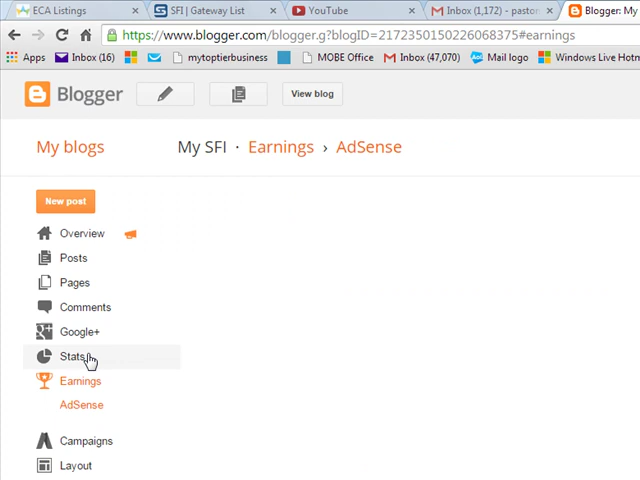 ECA Listings
SFI | Gateway List
YouTube
Inbox (1,172) - pastor
Blogger: My
https://www.blogger.com/blogger.g?blogID=2172350150226068375#earnings
Apps
Inbox (16)
mytoptierbusiness
MOBE Office
Inbox (47,070)
Mail logo
Windows Live Hotm
Blogger
View blog
My blogs
My SFI · Earnings › AdSense
New post
Overview
Posts
Pages
Comments
Google+
Stats
Earnings
AdSense
Campaigns
Layout